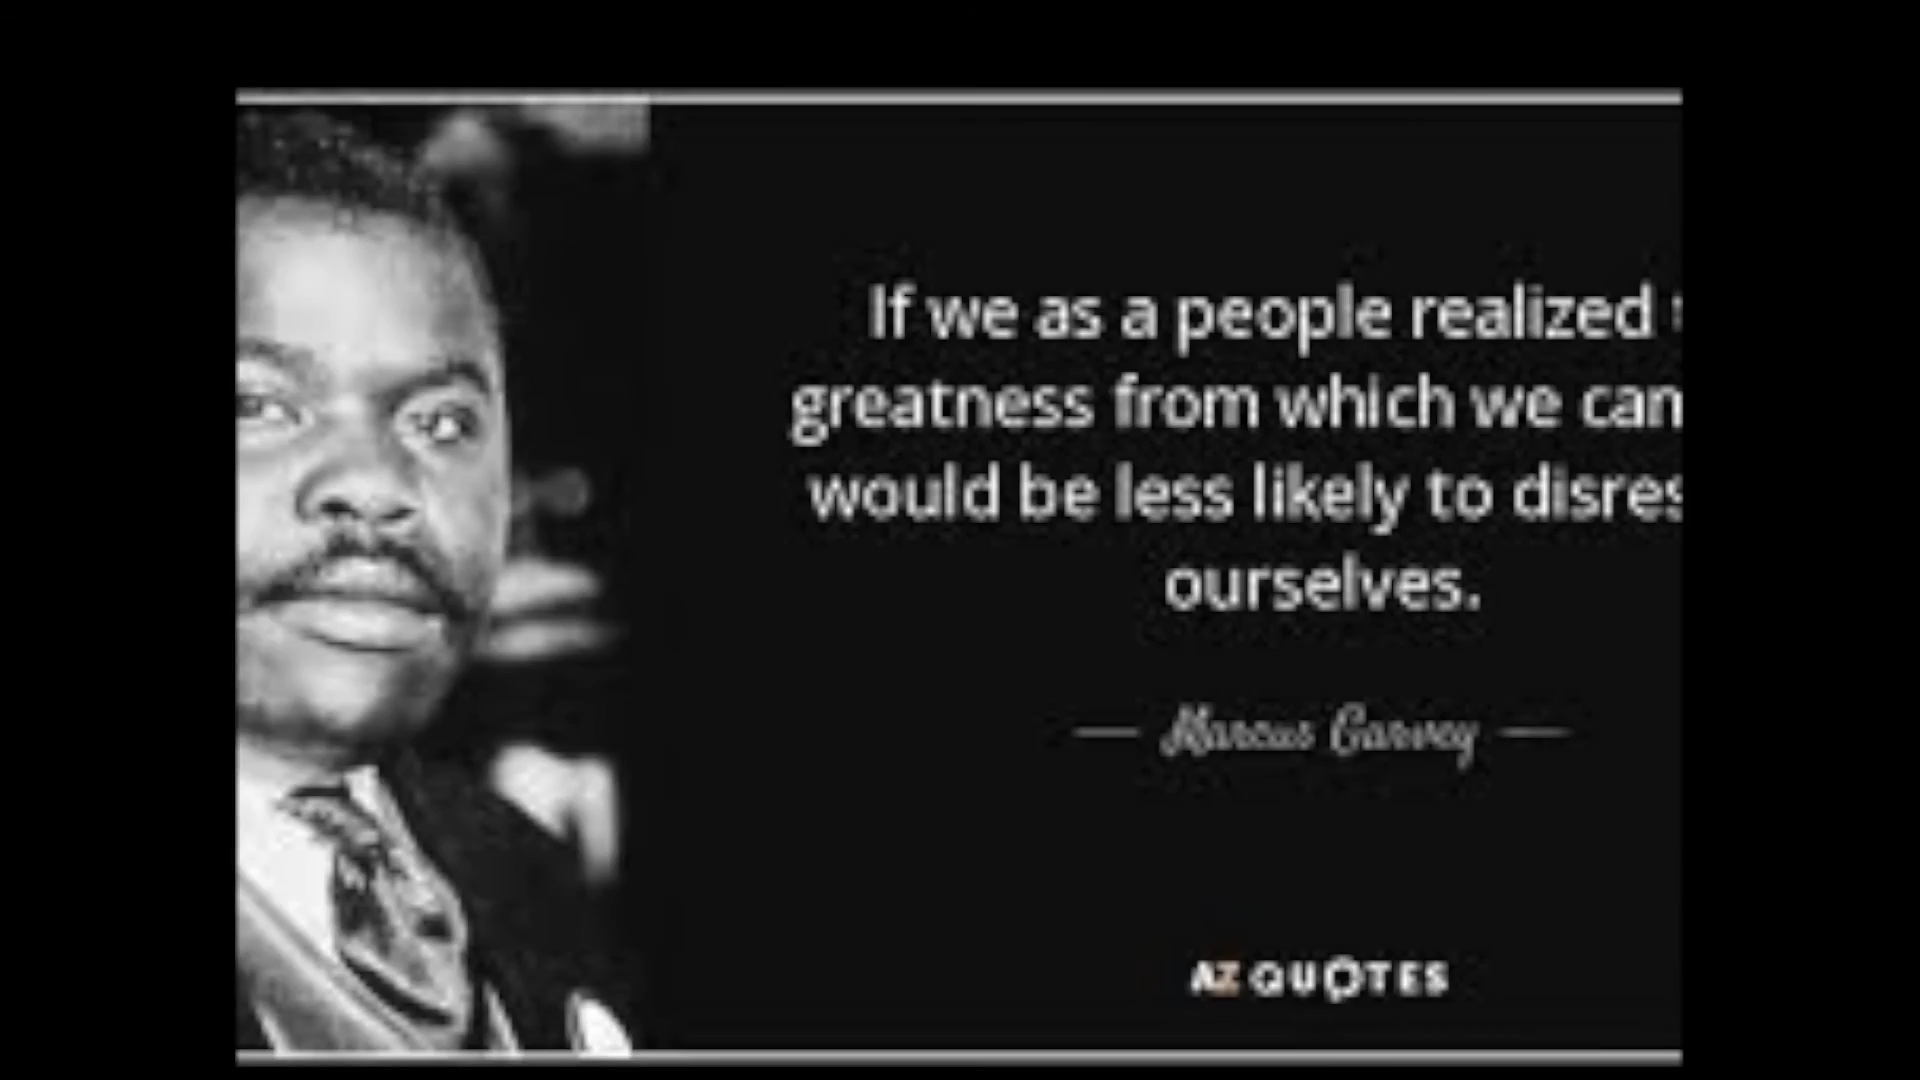 If we as a people realized
greatness from which we can
would be less likely to disres
ourselves.
— Marcus Garvey —
AZ QUOTES